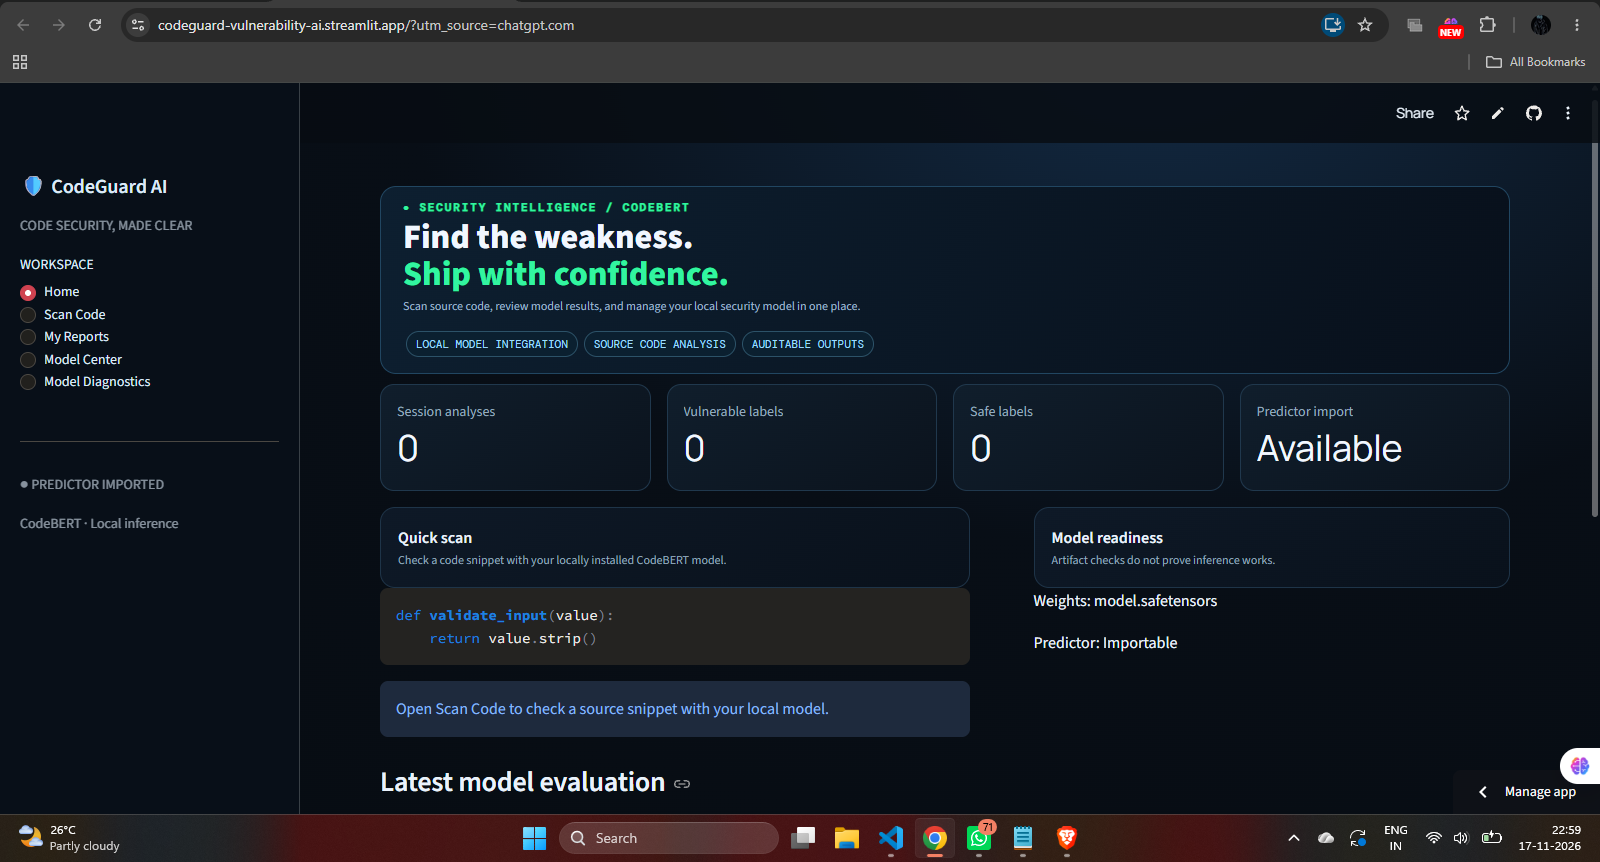 codeguard-vulnerability-ai.streamlit.app/?utm_source=chatgpt.com
NEW
All Bookmarks
Share
CodeGuard AI
CODE SECURITY, MADE CLEAR
WORKSPACE
Home
Scan Code
My Reports
Model Center
Model Diagnostics
PREDICTOR IMPORTED
CodeBERT · Local inference
• SECURITY INTELLIGENCE / CODEBERT
Find the weakness.
Ship with confidence.
Scan source code, review model results, and manage your local security model in one place.
LOCAL MODEL INTEGRATION SOURCE CODE ANALYSIS AUDITABLE OUTPUTS
Session analyses
0
Vulnerable labels
0
Safe labels
0
Predictor import
Available
Quick scan
Check a code snippet with your locally installed CodeBERT model.
def validate_input(value):
    return value.strip()
Open Scan Code to check a source snippet with your local model.
Model readiness
Artifact checks do not prove inference works.
Weights: model.safetensors
Predictor: Importable
Latest model evaluation
Manage app
26°C
Partly cloudy
Search
71
ENG
IN
22:59
17-11-2026